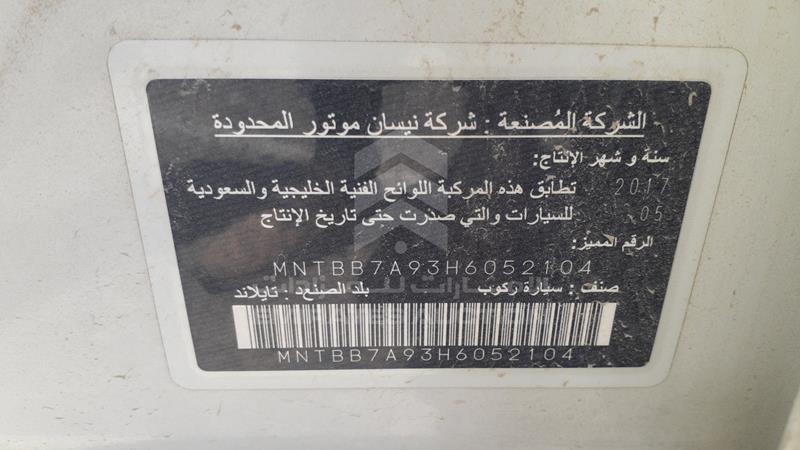 الشركة المُصنعة : شركة نيسان موتور المحدودة
سنة و شهر الإنتاج:
2017 تطابق هذه المركبة اللوائح الفنية الخليجية والسعودية
05 للسيارات والتي صدرت حتى تاريخ الإنتاج
الرقم المميز:
MNTBB7A93H6052104
صنف : سيارة ركوب بلد الصنع : تايلاند
MNTBB7A93H6052104